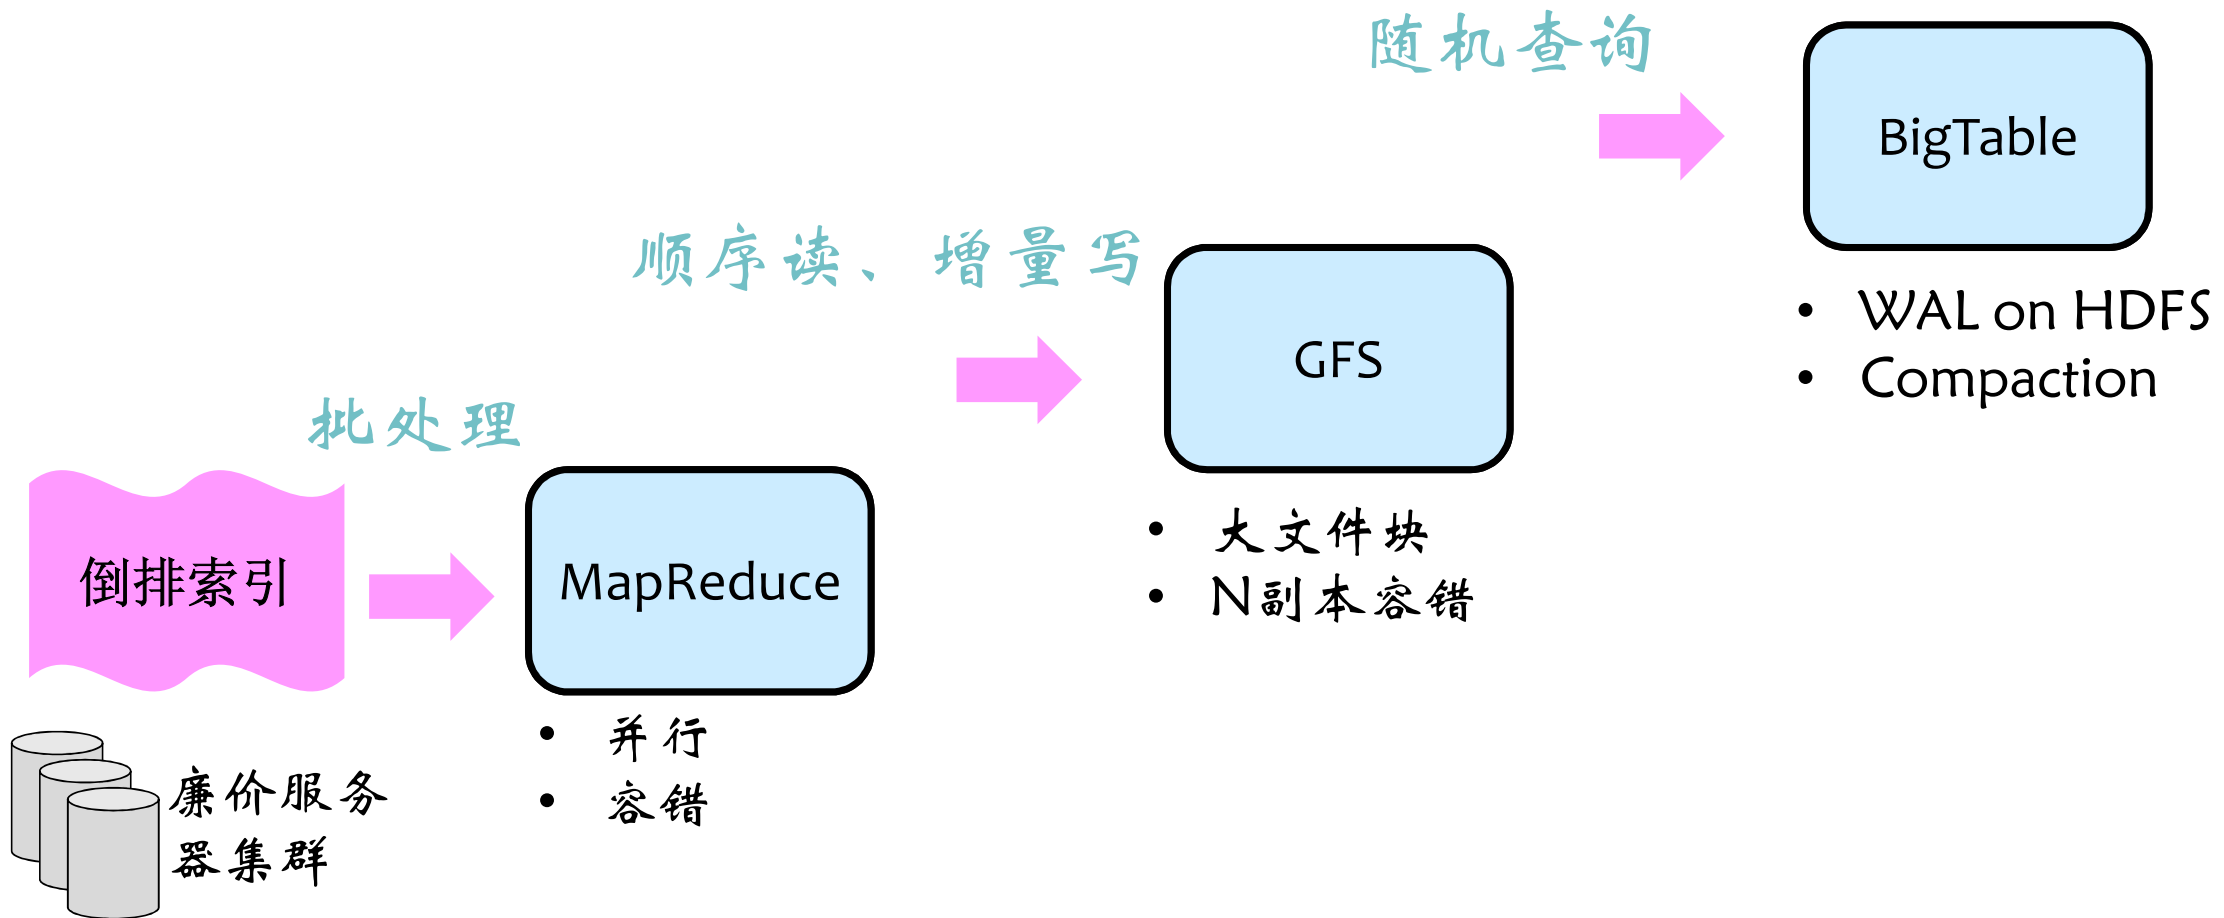 随机查询
BigTable
• WAL on HDFS
• Compaction
顺序读、增量写
GFS
• 大文件块
• N副本容错
批处理
倒排索引
MapReduce
• 并行
• 容错
廉价服务
器集群